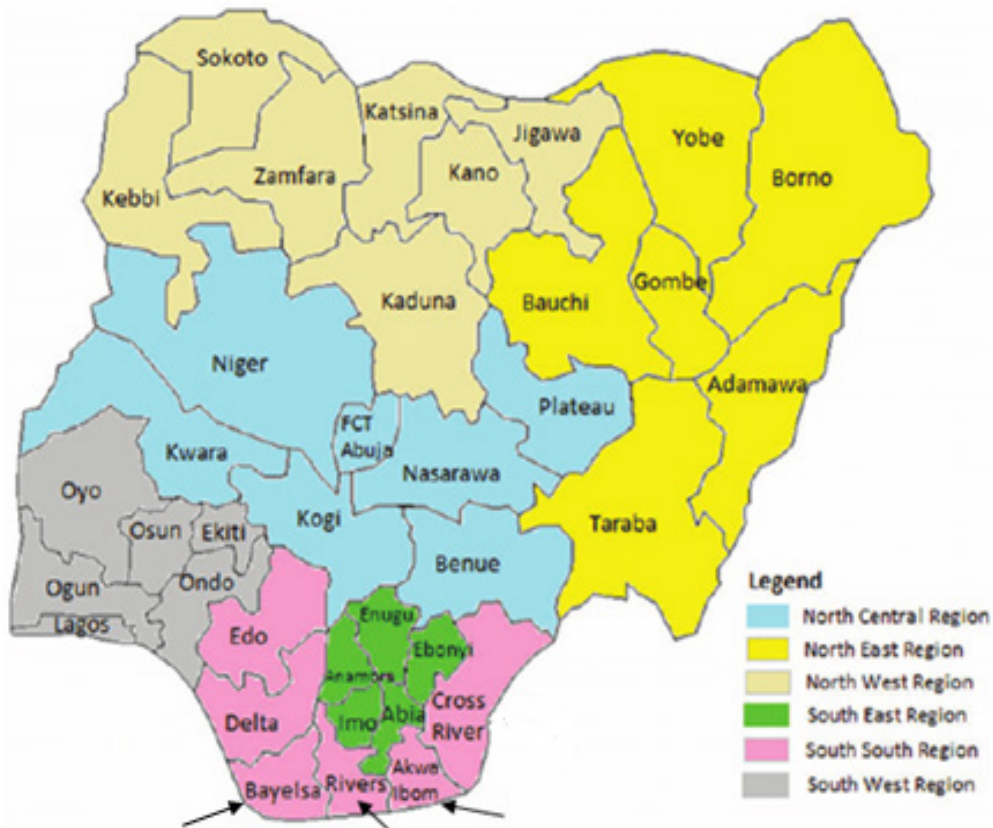 Sokoto
Katsina
Jigawa
Yobe
Borno
Kebbi
Zamfara
Kano
Kaduna
Bauchi
Gombe
Niger
Adamawa
Plateau
FCT
Abuja
Kwara
Nasarawa
Oyo
Kogi
Taraba
Osun
Ekiti
Benue
Ogun
Ondo
Lagos
Edo
Enugu
Ebonyi
Anamora
Delta
Imo
Abia
Cross
River
Bayelsa
Rivers
Akwa
Ibom
Legend
North Central Region
North East Region
North West Region
South East Region
South South Region
South West Region